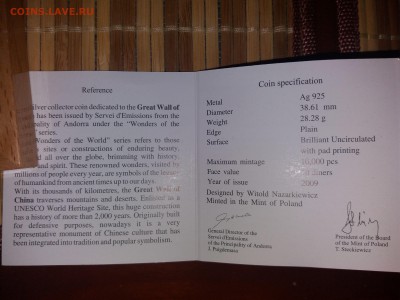 COINS.LAVE.RU
Reference
silver collector coin dedicated to the Great Wall of
has been issued by Servei d'Emissions from the
pality of Andorra under the "Wonders of the
" series.
onders of the World" series refers to those
sites or constructions of enduring beauty,
all over the globe, brimming with history,
and spirit. These renowned wonders, visited by
millions of people every year, are symbols of the
of humankind from ancient times up to our days.
With its thousands of kilometers, the Great Wall of
China traverses mountains and deserts. as a
UNESCO World Heritage Site, this huge construction
has a history of more than 2,000 years. Originally built
for defensive purposes, nowadays it is a very
representative monument of Chinese culture that has
been integrated into tradition and popular symbolism.
Coin specification
Metal Ag 925
Diameter 38.61 mm
Weight 28.28 g
Edge Plain
Surface Brilliant Uncirculated
with pad printing
Maximum mintage 10,000 pcs
Face value diners
Year of issue 2009
Designed by Witold Nazarkiewicz
Minted in the Mint of Poland
General Director of the
Servei d'Emissions
of the Principality of Andorra
President of the Board
of the Mint of Poland
T. Steckiewicz